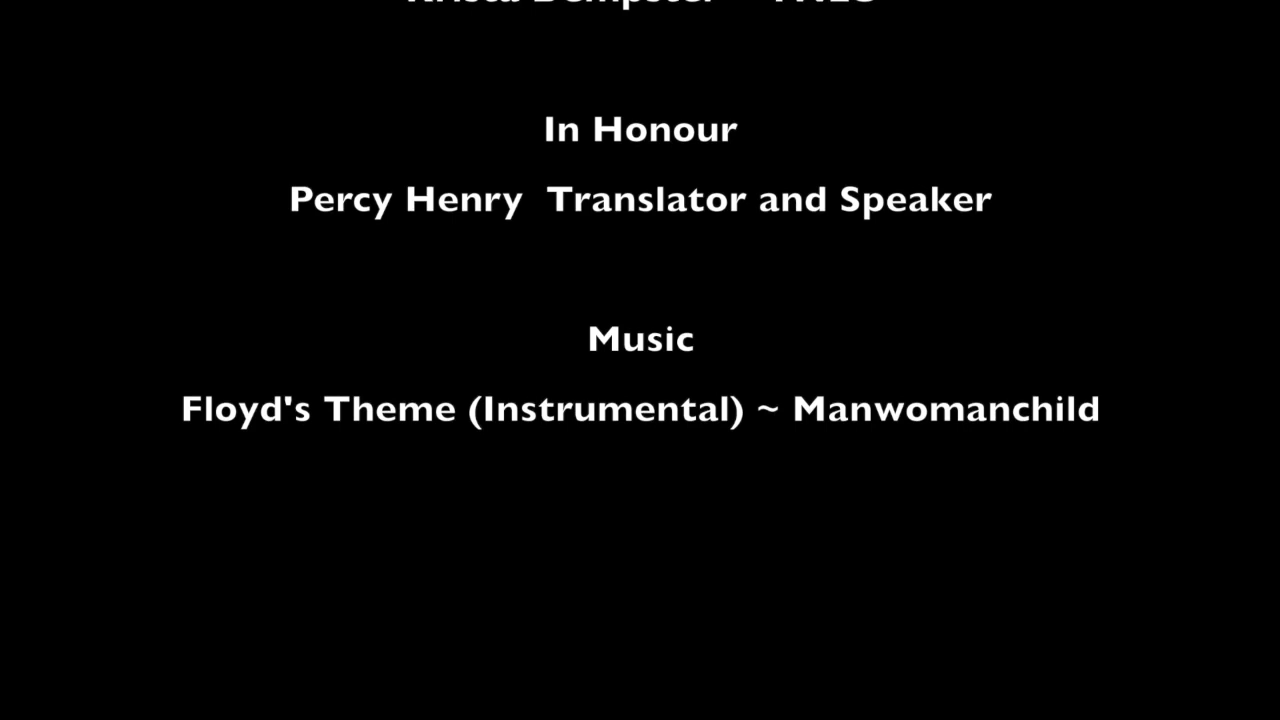 In Honour
Percy Henry  Translator and Speaker
Music
Floyd's Theme (Instrumental) ~ Manwomanchild